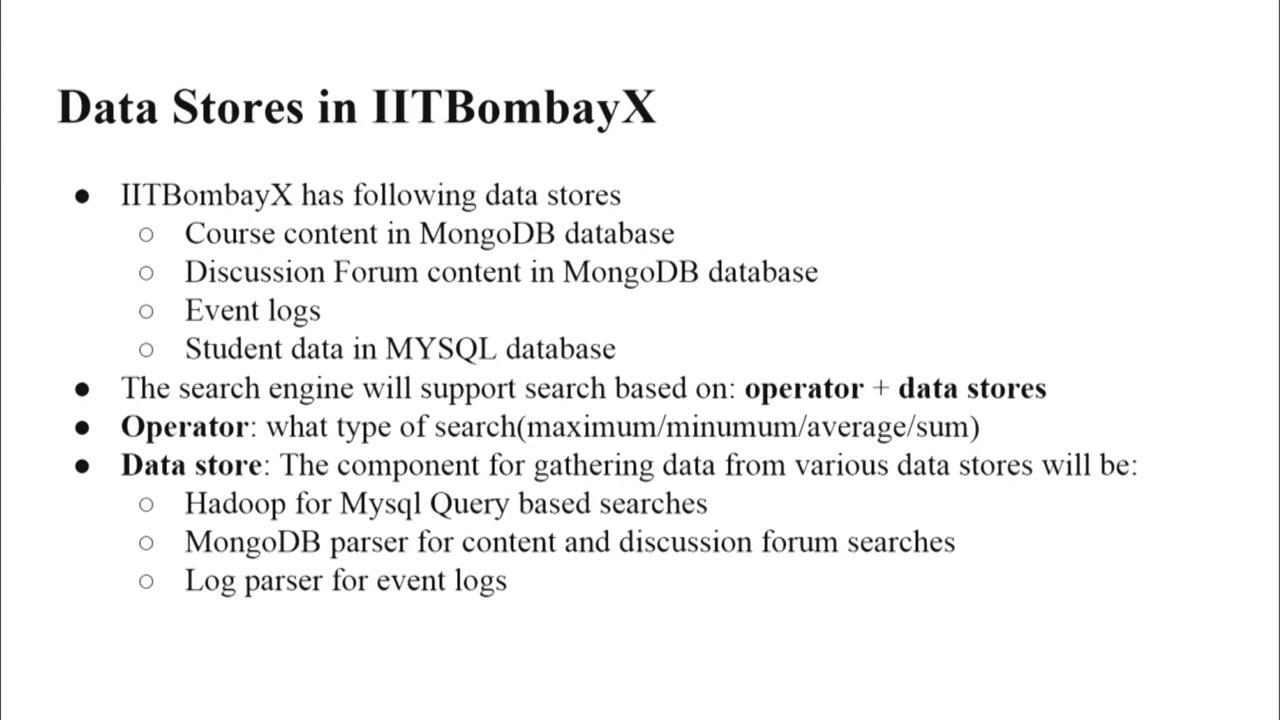 Data Stores in IITBombayX
● IITBombayX has following data stores
○ Course content in MongoDB database
○ Discussion Forum content in MongoDB database
○ Event logs
○ Student data in MYSQL database
● The search engine will support search based on: operator + data stores
● Operator: what type of search(maximum/minumum/average/sum)
● Data store: The component for gathering data from various data stores will be:
○ Hadoop for Mysql Query based searches
○ MongoDB parser for content and discussion forum searches
○ Log parser for event logs